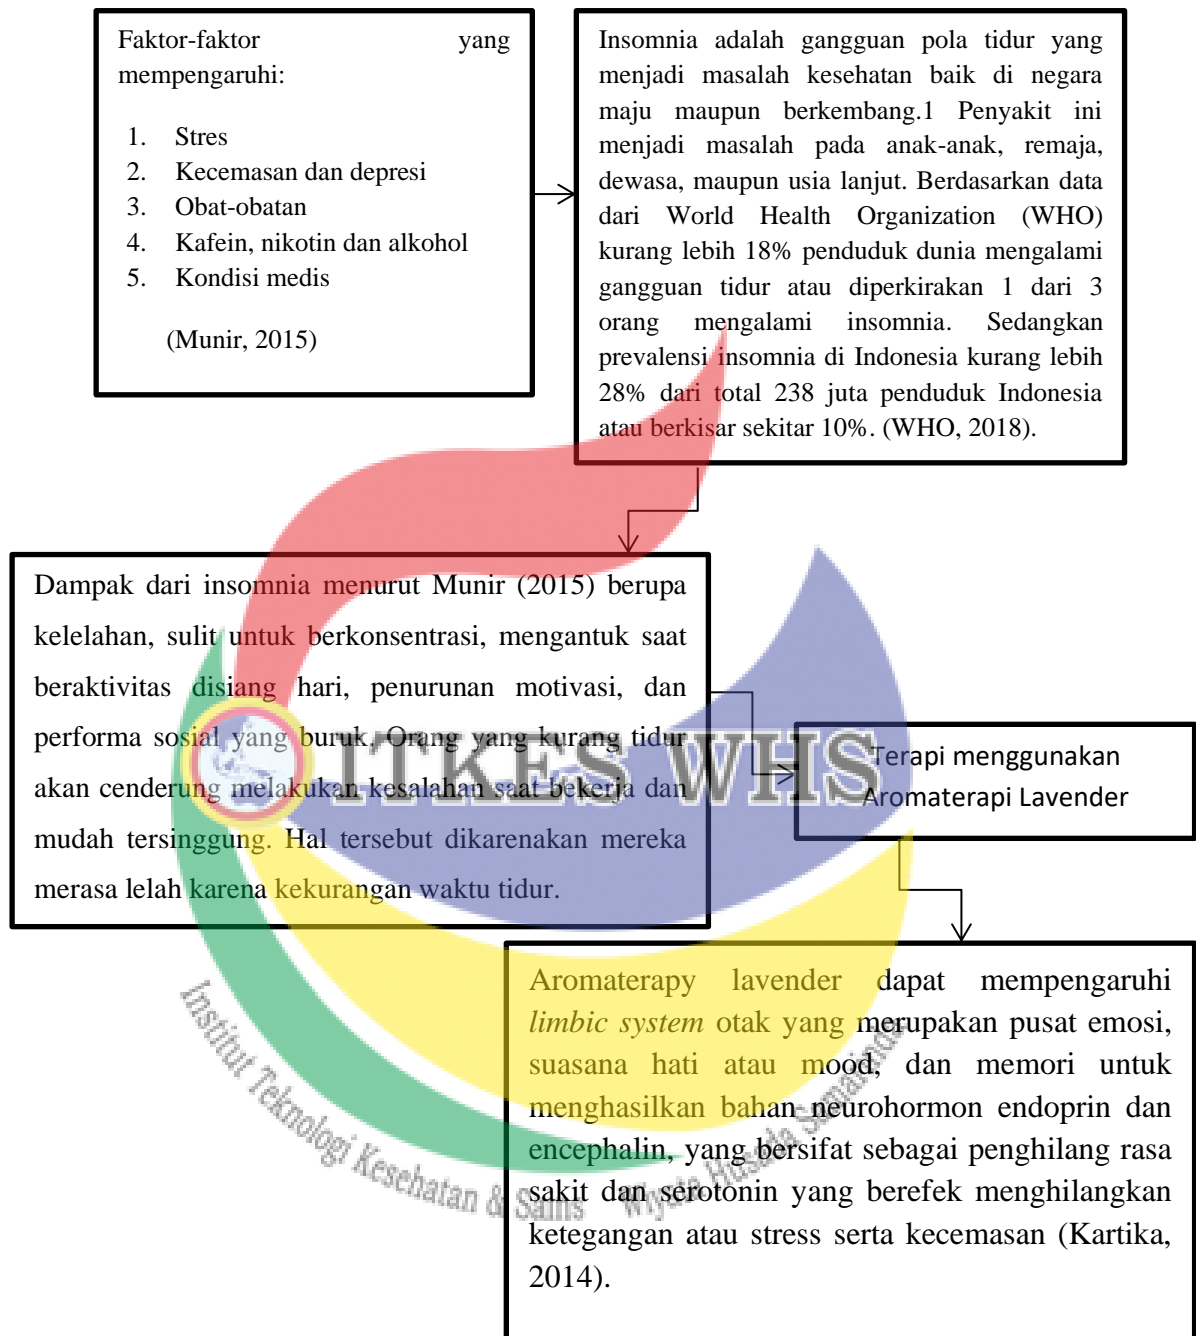 Faktor-faktor yang
mempengaruhi:
1. Stres
2. Kecemasan dan depresi
3. Obat-obatan
4. Kafein, nikotin dan alkohol
5. Kondisi medis
(Munir, 2015)
Insomnia adalah gangguan pola tidur yang
menjadi masalah kesehatan baik di negara
maju maupun berkembang.1 Penyakit ini
menjadi masalah pada anak-anak, remaja,
dewasa, maupun usia lanjut. Berdasarkan data
dari World Health Organization (WHO)
kurang lebih 18% penduduk dunia mengalami
gangguan tidur atau diperkirakan 1 dari 3
orang mengalami insomnia. Sedangkan
prevalensi insomnia di Indonesia kurang lebih
28% dari total 238 juta penduduk Indonesia
atau berkisar sekitar 10%. (WHO, 2018).
Dampak dari insomnia menurut Munir (2015) berupa
kelelahan, sulit untuk berkonsentrasi, mengantuk saat
beraktivitas disiang hari, penurunan motivasi, dan
performa sosial yang buruk. Orang yang kurang tidur
akan cenderung melakukan kesalahan saat bekerja dan
mudah tersinggung. Hal tersebut dikarenakan mereka
merasa lelah karena kekurangan waktu tidur.
ITKES WHS
Terapi menggunakan
Aromaterapi Lavender
Aromaterapy lavender dapat mempengaruhi
limbic system otak yang merupakan pusat emosi,
suasana hati atau mood, dan memori untuk
menghasilkan bahan neurohormon endoprin dan
encephalin, yang bersifat sebagai penghilang rasa
sakit dan serotonin yang berefek menghilangkan
ketegangan atau stress serta kecemasan (Kartika,
2014).
Institut Teknologi Kesehatan & Sains Wiyata Husada Samarinda